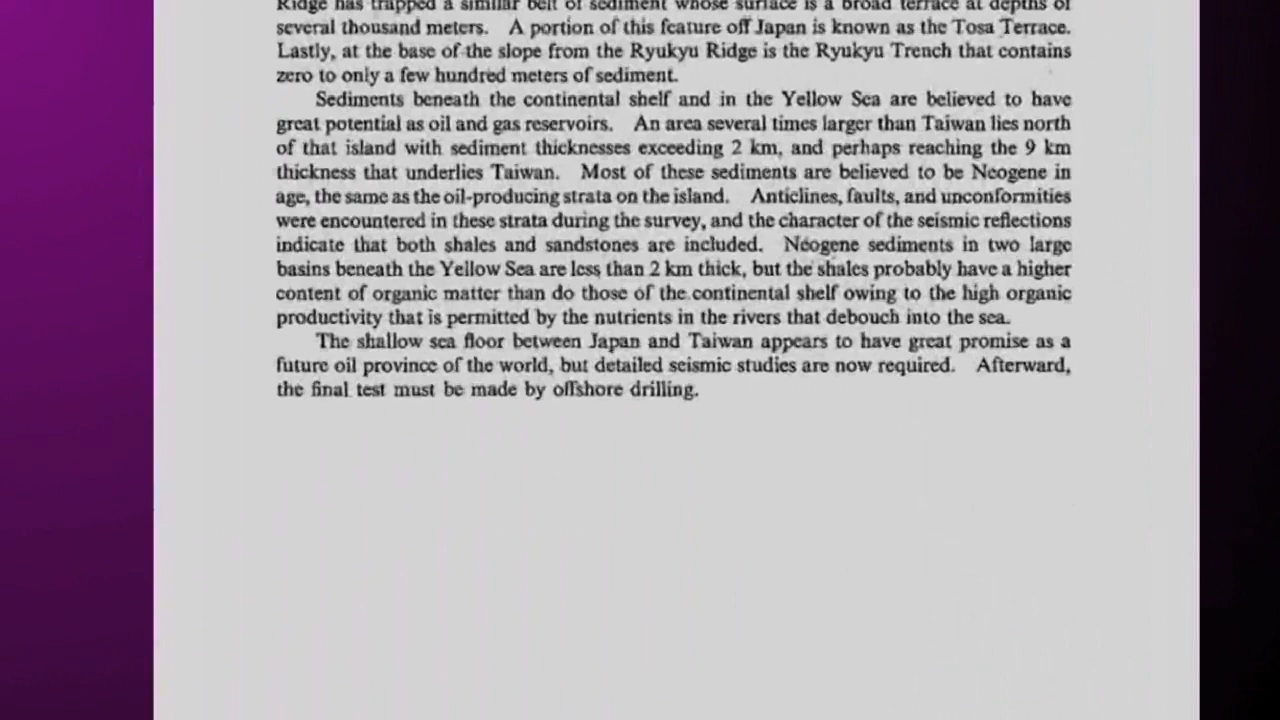 Ridge has trapped a similar belt of sediment whose surface is a broad terrace at depths of
several thousand meters. A portion of this feature off Japan is known as the Tosa Terrace.
Lastly, at the base of the slope from the Ryukyu Ridge is the Ryukyu Trench that contains
zero to only a few hundred meters of sediment.
Sediments beneath the continental shelf and in the Yellow Sea are believed to have
great potential as oil and gas reservoirs. An area several times larger than Taiwan lies north
of that island with sediment thicknesses exceeding 2 km, and perhaps reaching the 9 km
thickness that underlies Taiwan. Most of these sediments are believed to be Neogene in
age, the same as the oil-producing strata on the island. Anticlines, faults, and unconformities
were encountered in these strata during the survey, and the character of the seismic reflections
indicate that both shales and sandstones are included. Neogene sediments in two large
basins beneath the Yellow Sea are less than 2 km thick, but the shales probably have a higher
content of organic matter than do those of the continental shelf owing to the high organic
productivity that is permitted by the nutrients in the rivers that debouch into the sea.
The shallow sea floor between Japan and Taiwan appears to have great promise as a
future oil province of the world, but detailed seismic studies are now required. Afterward,
the final test must be made by offshore drilling.